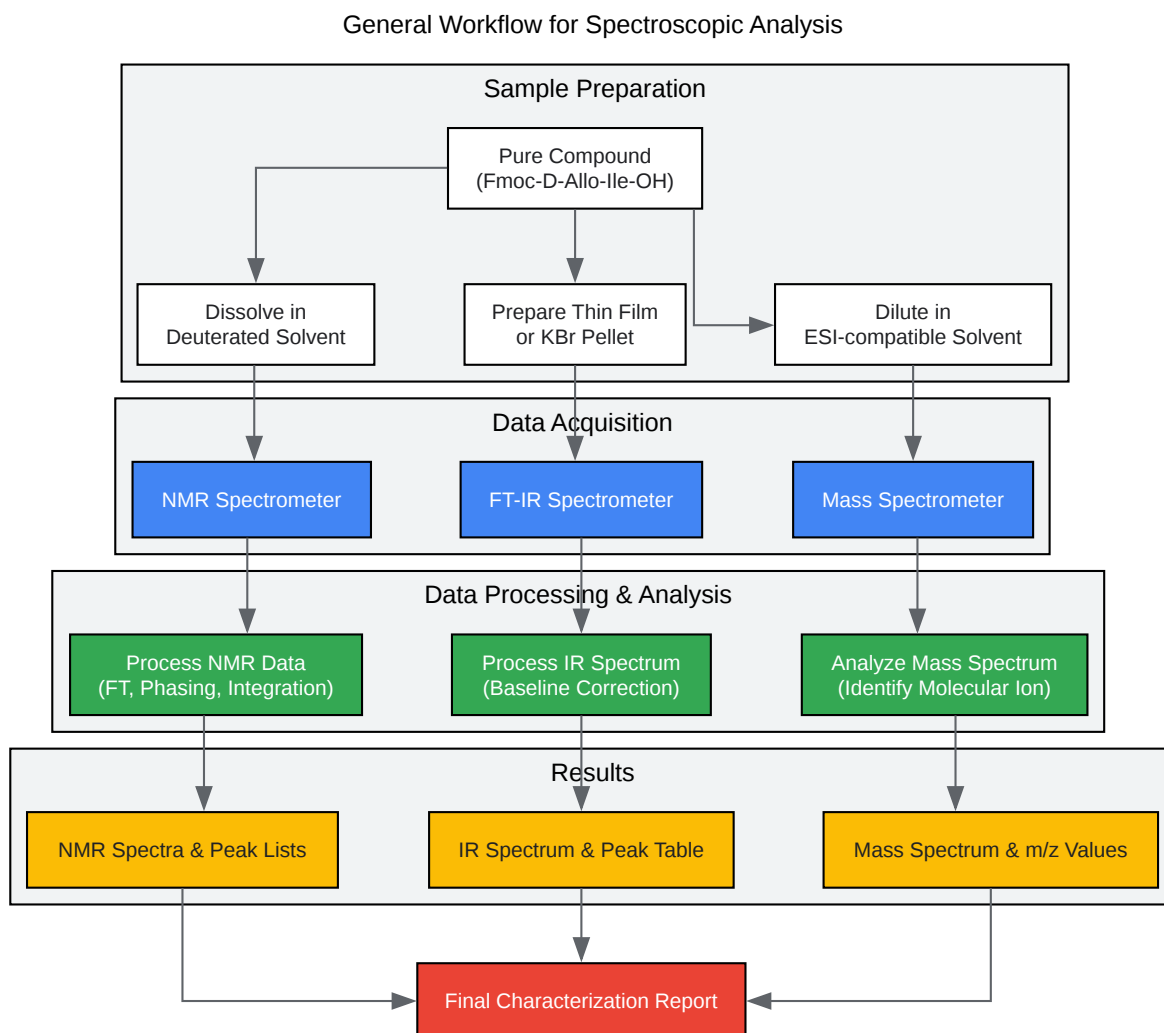 General Workflow for Spectroscopic Analysis
Sample Preparation
Pure Compound
(Fmoc-D-Allo-Ile-OH)
Dissolve in
Deuterated Solvent
Prepare Thin Film
or KBr Pellet
Dilute in
ESI-compatible Solvent
Data Acquisition
NMR Spectrometer
FT-IR Spectrometer
Mass Spectrometer
Data Processing & Analysis
Process NMR Data
(FT, Phasing, Integration)
Process IR Spectrum
(Baseline Correction)
Analyze Mass Spectrum
(Identify Molecular Ion)
Results
NMR Spectra & Peak Lists
IR Spectrum & Peak Table
Mass Spectrum & m/z Values
Final Characterization Report